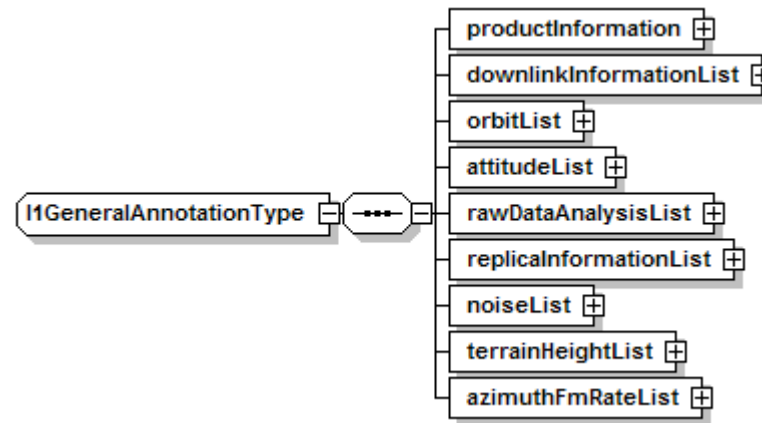 productInformation
downlinkInformationList
orbitList
attitudeList
l1GeneralAnnotationType
rawDataAnalysisList
replicaInformationList
noiseList
terrainHeightList
azimuthFmRateList